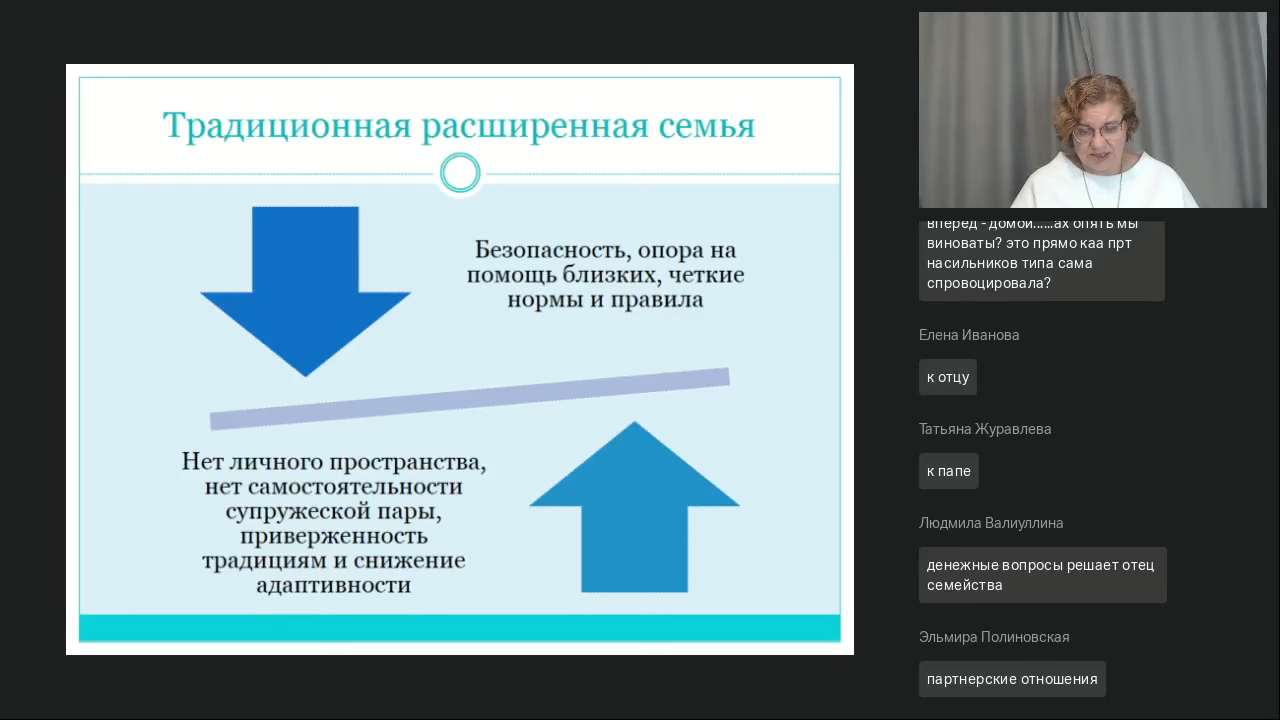 Традиционная расширенная семья
Безопасность, опора на
помощь близких, четкие
нормы и правила
Нет личного пространства,
нет самостоятельности
супружеской пары,
приверженность
традициям и снижение
адаптивности
вперед - домой......ах опять мы
виноваты? это прямо каа прт
насильников типа сама
спровоцировала?
Елена Иванова
к отцу
Татьяна Журавлева
к папе
Людмила Валиуллина
денежные вопросы решает отец
семейства
Эльмира Полиновская
партнерские отношения